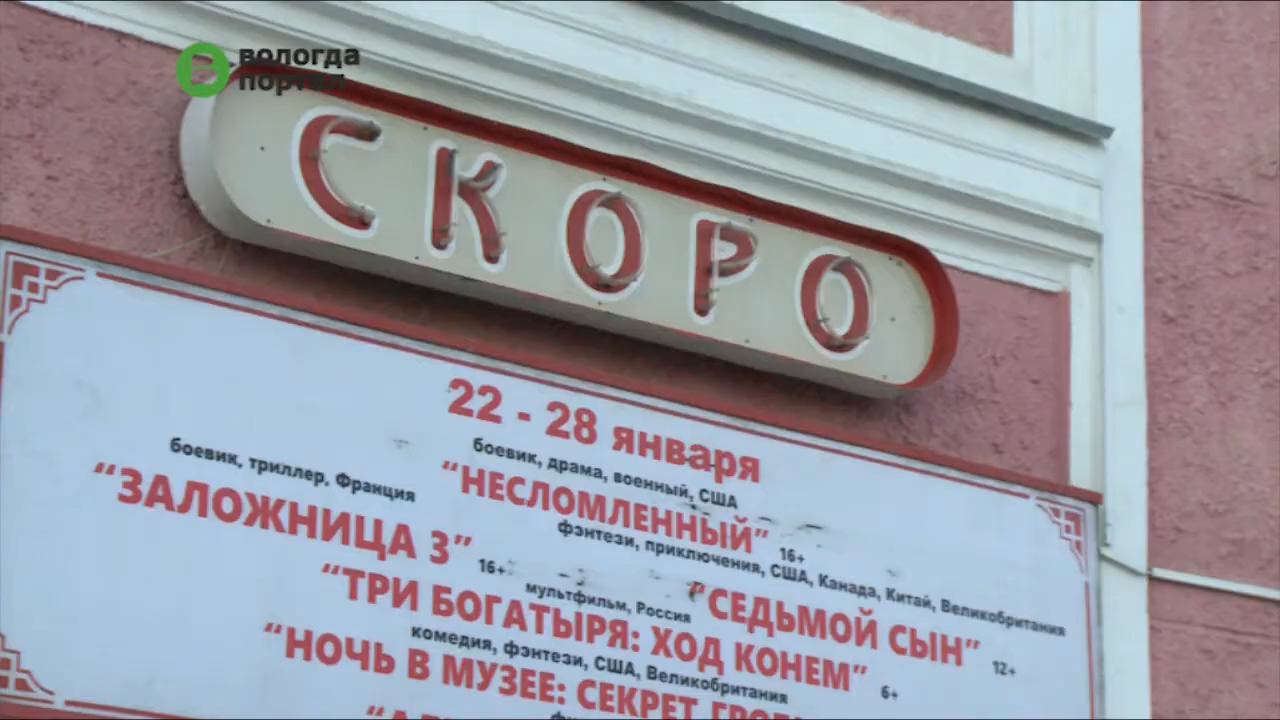 вологда
портал
СКОРО
22 - 28 января
боевик, триллер, Франция
“ЗАЛОЖНИЦА 3” 16+
боевик, драма, военный, США
“НЕСЛОМЛЕННЫЙ” 16+
фэнтези, приключения, США, Канада, Китай, Великобритания
“СЕДЬМОЙ СЫН” 12+
мультфильм, Россия
“ТРИ БОГАТЫРЯ: ХОД КОНЕМ” 6+
комедия, фэнтези, США, Великобритания
“НОЧЬ В МУЗЕЕ: СЕКРЕТ